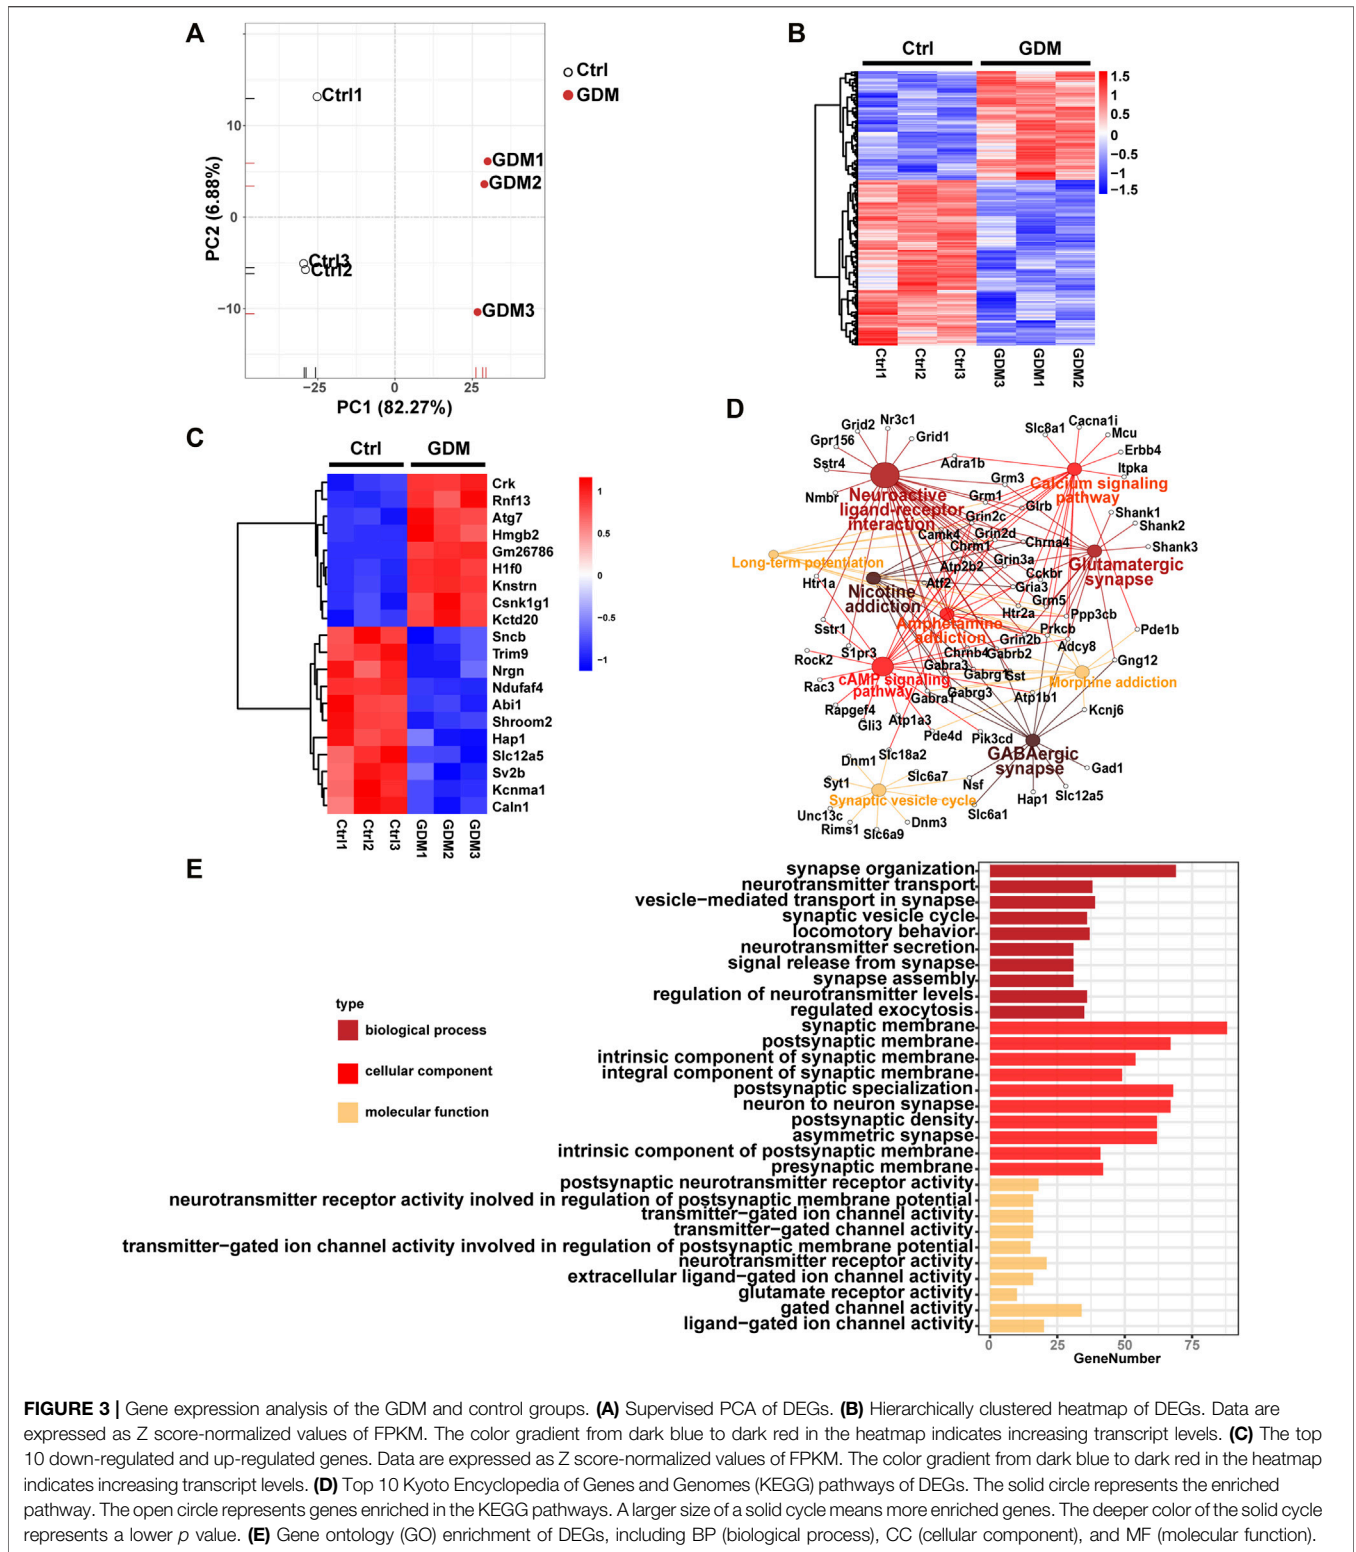 A
Ctrl1
GDM1
GDM2
Ctrl3
Ctrl2
GDM3
10
0
−10
PC2 (6.88%)
−25
0
25
PC1 (82.27%)
Ctrl
GDM
B
Ctrl
GDM
1.5
1
0.5
0
−0.5
−1
−1.5
Ctrl1
Ctrl2
Ctrl3
GDM3
GDM1
GDM2
C
Ctrl
GDM
Crk
Rnf13
Atg7
Hmgb2
Gm26786
H1f0
Knstrn
Csnk1g1
Kctd20
Sncb
Trim9
Nrgn
Ndufaf4
Abi1
Shroom2
Hap1
Slc12a5
Sv2b
Kcnma1
Caln1
1
0.5
0
−0.5
−1
Ctrl1
Ctrl2
Ctrl3
GDM1
GDM2
GDM3
D
Grid2
Nr3c1
Gpr156
Grid1
Sstr4
Adra1b
Nmbr
Slc8a1
Cacna1i
Mcu
Erbb4
Itpka
Grm3
Calcium signaling
pathway
Neuroactive
ligand-receptor
interaction
Grm1
Glrb
Grin2c
Shank1
Shank2
Shank3
Camk4
Grin2d
Chrna4
Chrm1
Long-term potentiation
Atp2b2
Grin3a
Glutamatergic
synapse
Htr1a
Nicotine
addiction
Atf2
Cckbr
Gria3
Grm5
Htr2a
Ppp3cb
Sstr1
Amphetamine
addiction
Prkcb
Pde1b
Grin2b
Adcy8
S1pr3
Rock2
Chrnb4
Gabrb2
Gng12
Gabra3
Gabrg1
Sst
Rac3
cAMP signaling
pathway
Morphine addiction
Gabra1
Gabrg3
Atp1b1
Rapgef4
Gli3
Atp1a3
Kcnj6
Pde4d
Pik3cd
Slc18a2
GABAergic
synapse
Dnm1
Gad1
Syt1
Slc6a7
Nsf
Synaptic vesicle cycle
Hap1
Slc12a5
Unc13c
Rims1
Slc6a9
Dnm3
Slc6a1
E
type
biological process
cellular component
molecular function
synapse organization
neurotransmitter transport
vesicle−mediated transport in synapse
synaptic vesicle cycle
locomotory behavior
neurotransmitter secretion
signal release from synapse
synapse assembly
regulation of neurotransmitter levels
regulated exocytosis
synaptic membrane
postsynaptic membrane
intrinsic component of synaptic membrane
integral component of synaptic membrane
postsynaptic specialization
neuron to neuron synapse
postsynaptic density
asymmetric synapse
intrinsic component of postsynaptic membrane
presynaptic membrane
postsynaptic neurotransmitter receptor activity
neurotransmitter receptor activity inolved in regulation of postsynaptic membrane potential
transmitter−gated ion channel activity
transmitter−gated channel activity
transmitter−gated ion channel activity involved in regulation of postsynaptic membrane potential
neurotransmitter receptor activity
extracellular ligand−gated ion channel activity
glutamate receptor activity
gated channel activity
ligand−gated ion channel activity
0
25
50
75
GeneNumber
FIGURE 3 | Gene expression analysis of the GDM and control groups. (A) Supervised PCA of DEGs. (B) Hierarchically clustered heatmap of DEGs. Data are
expressed as Z score-normalized values of FPKM. The color gradient from dark blue to dark red in the heatmap indicates increasing transcript levels. (C) The top
10 down-regulated and up-regulated genes. Data are expressed as Z score-normalized values of FPKM. The color gradient from dark blue to dark red in the heatmap
indicates increasing transcript levels. (D) Top 10 Kyoto Encyclopedia of Genes and Genomes (KEGG) pathways of DEGs. The solid circle represents the enriched
pathway. The open circle represents genes enriched in the KEGG pathways. A larger size of a solid cycle means more enriched genes. The deeper color of the solid cycle
represents a lower p value. (E) Gene ontology (GO) enrichment of DEGs, including BP (biological process), CC (cellular component), and MF (molecular function).